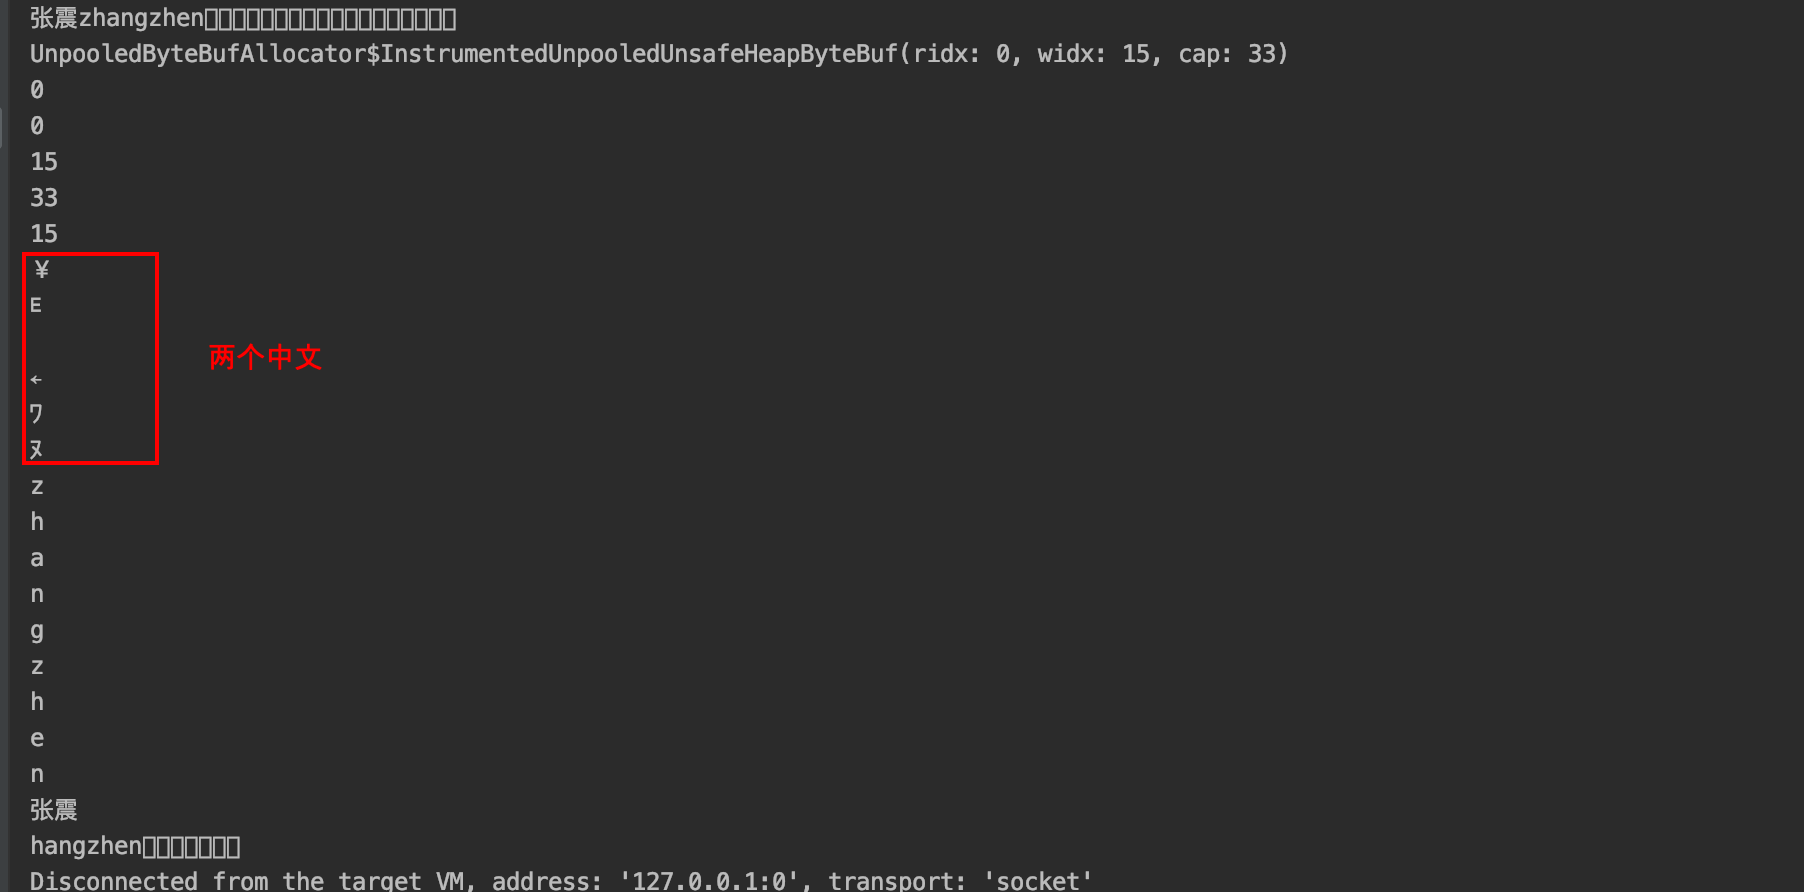 张震zhangzhen□□□□□□□□□□□□□□□□□□
UnpooledByteBufAllocator$InstrumentedUnpooledUnsafeHeapByteBuf(ridx: 0, widx: 15, cap: 33)
0
0
15
33
15
￥
E
两个中文
←
ワ
ヌ
z
h
a
n
g
z
h
e
n
张震
hangzhen□□□□□□□
Disconnected from the target VM, address: '127.0.0.1:0', transport: 'socket'